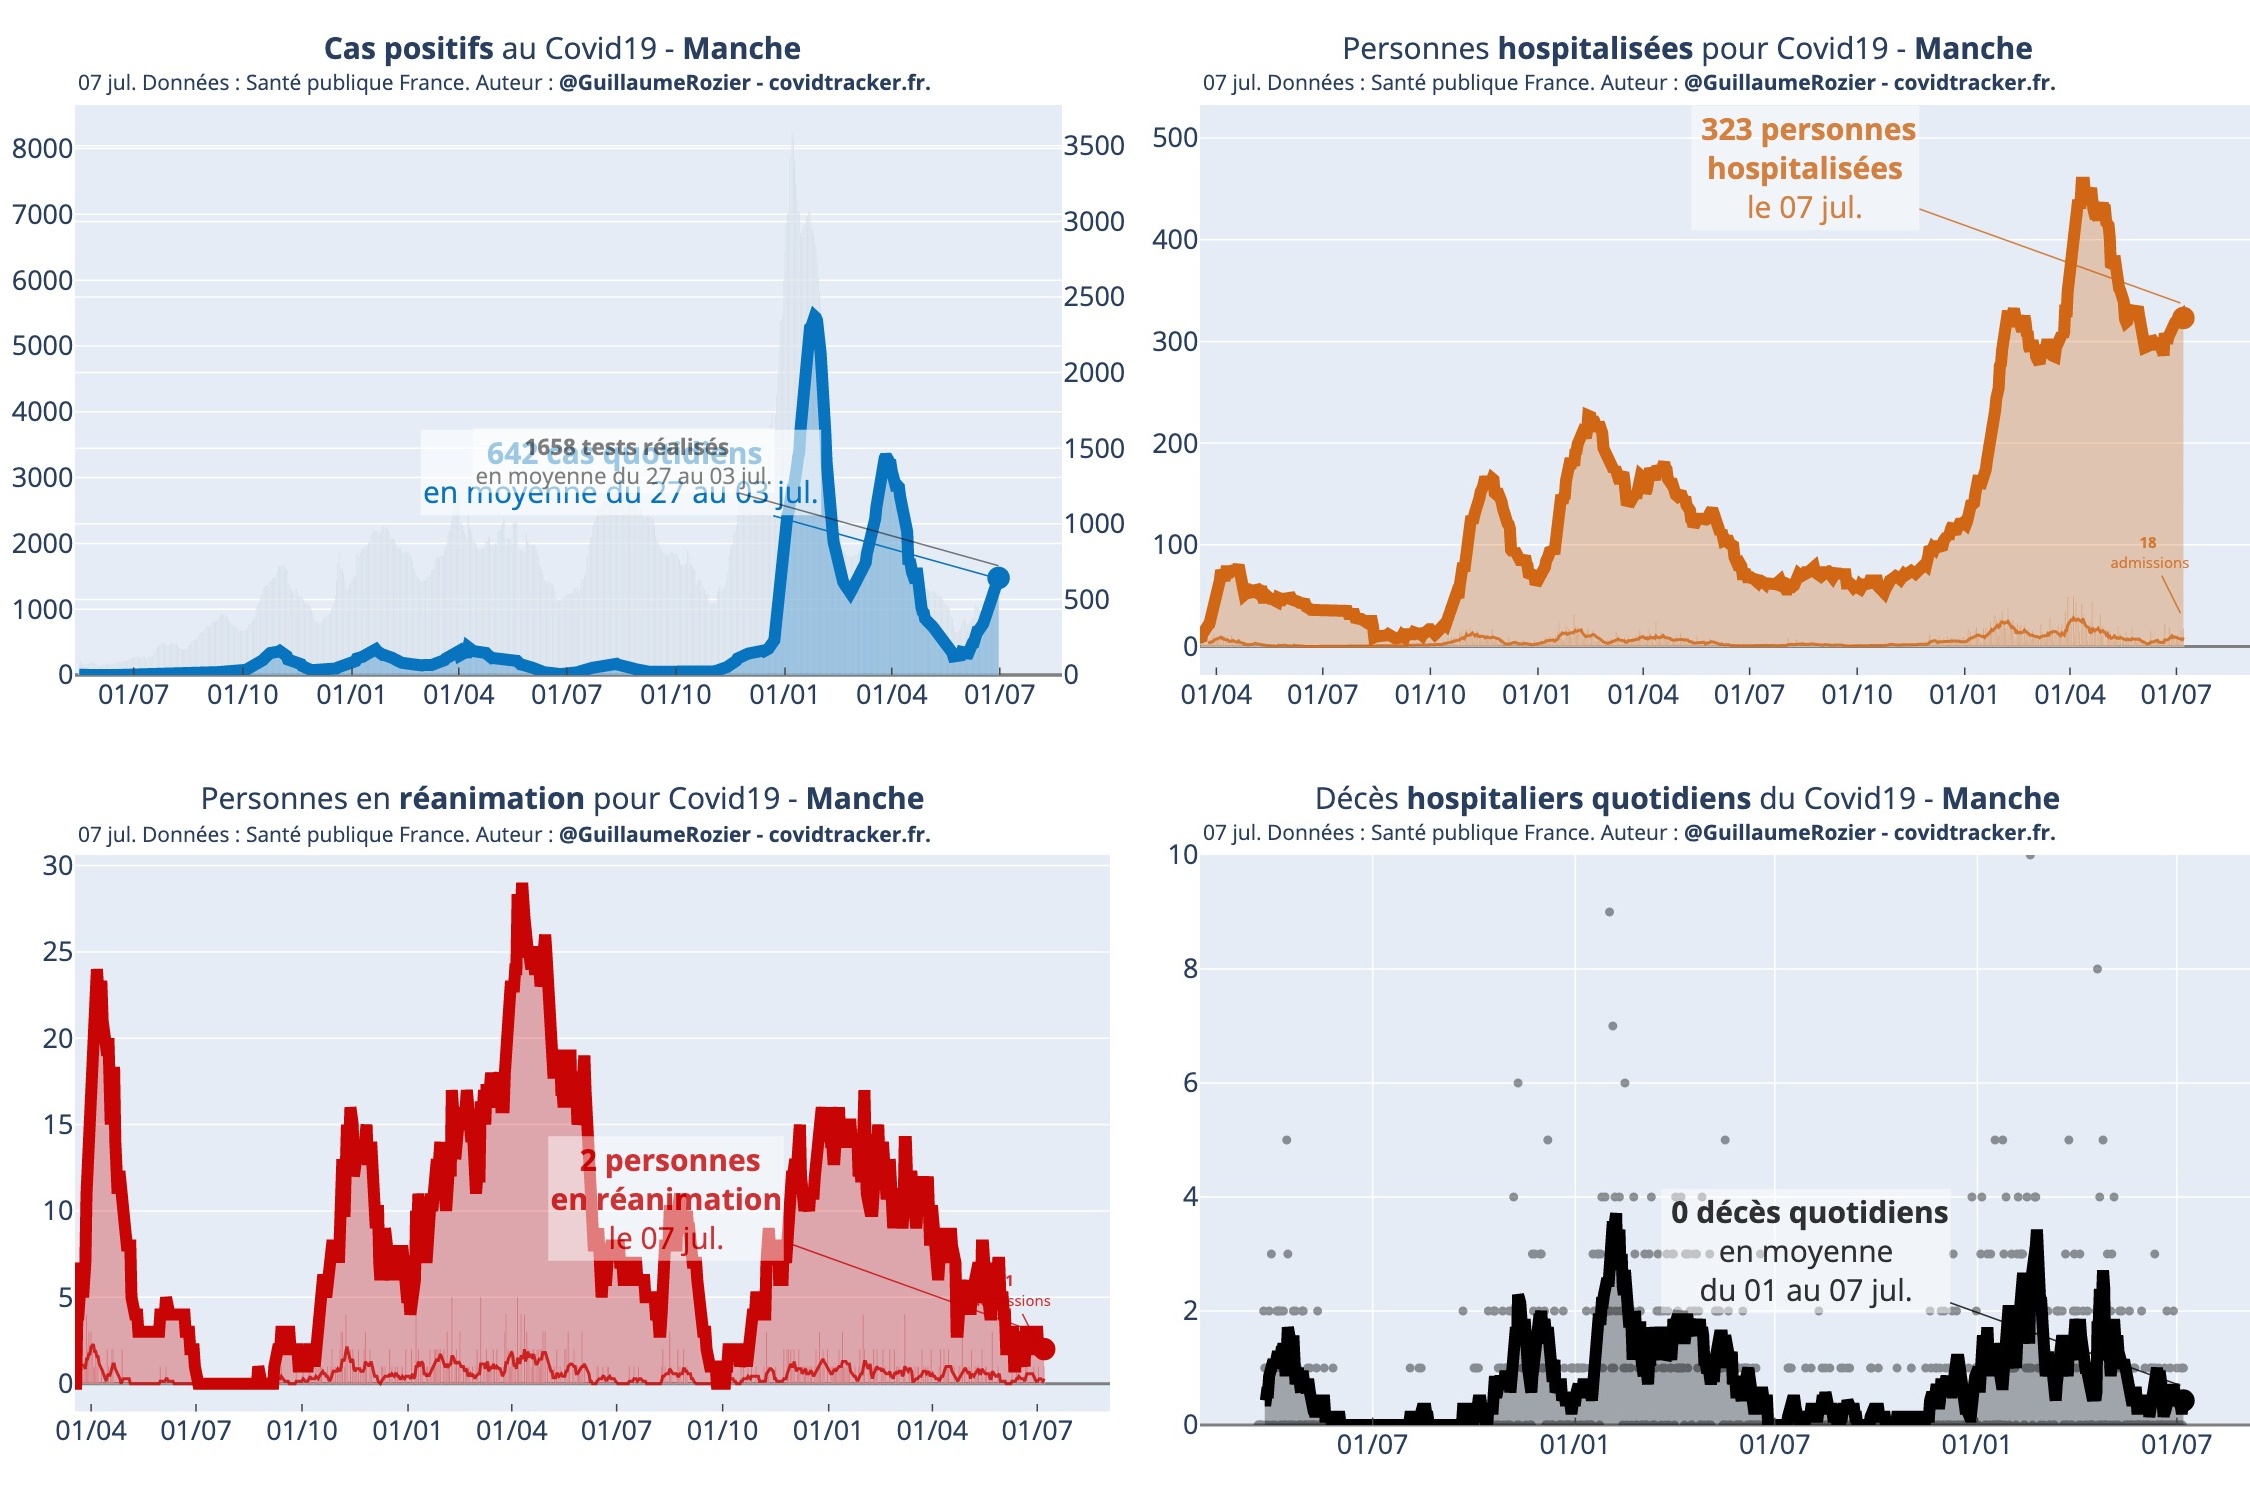 Cas positifs au Covid19 - Manche
07 jul. Données : Santé publique France. Auteur : @GuillaumeRozier - covidtracker.fr.
8000
7000
6000
5000
4000
3000
2000
1000
0
3500
3000
2500
2000
1500
1000
500
0
1658 tests réalisés
642 cas quotidiens
en moyenne du 27 au 03 jul.
en moyenne du 27 au 03 jul.
01/07 01/10 01/01 01/04 01/07 01/10 01/01 01/04 01/07
Personnes hospitalisées pour Covid19 - Manche
07 jul. Données : Santé publique France. Auteur : @GuillaumeRozier - covidtracker.fr.
500
400
300
200
100
0
323 personnes
hospitalisées
le 07 jul.
18
admissions
01/04 01/07 01/10 01/01 01/04 01/07 01/10 01/01 01/04 01/07
Personnes en réanimation pour Covid19 - Manche
07 jul. Données : Santé publique France. Auteur : @GuillaumeRozier - covidtracker.fr.
30
25
20
15
10
5
0
2 personnes
en réanimation
le 07 jul.
1
01/04 01/07 01/10 01/01 01/04 01/07 01/10 01/01 01/04 01/07
Décès hospitaliers quotidiens du Covid19 - Manche
07 jul. Données : Santé publique France. Auteur : @GuillaumeRozier - covidtracker.fr.
10
8
6
4
2
0
0 décès quotidiens
en moyenne
du 01 au 07 jul.
01/07 01/01 01/07 01/01 01/07